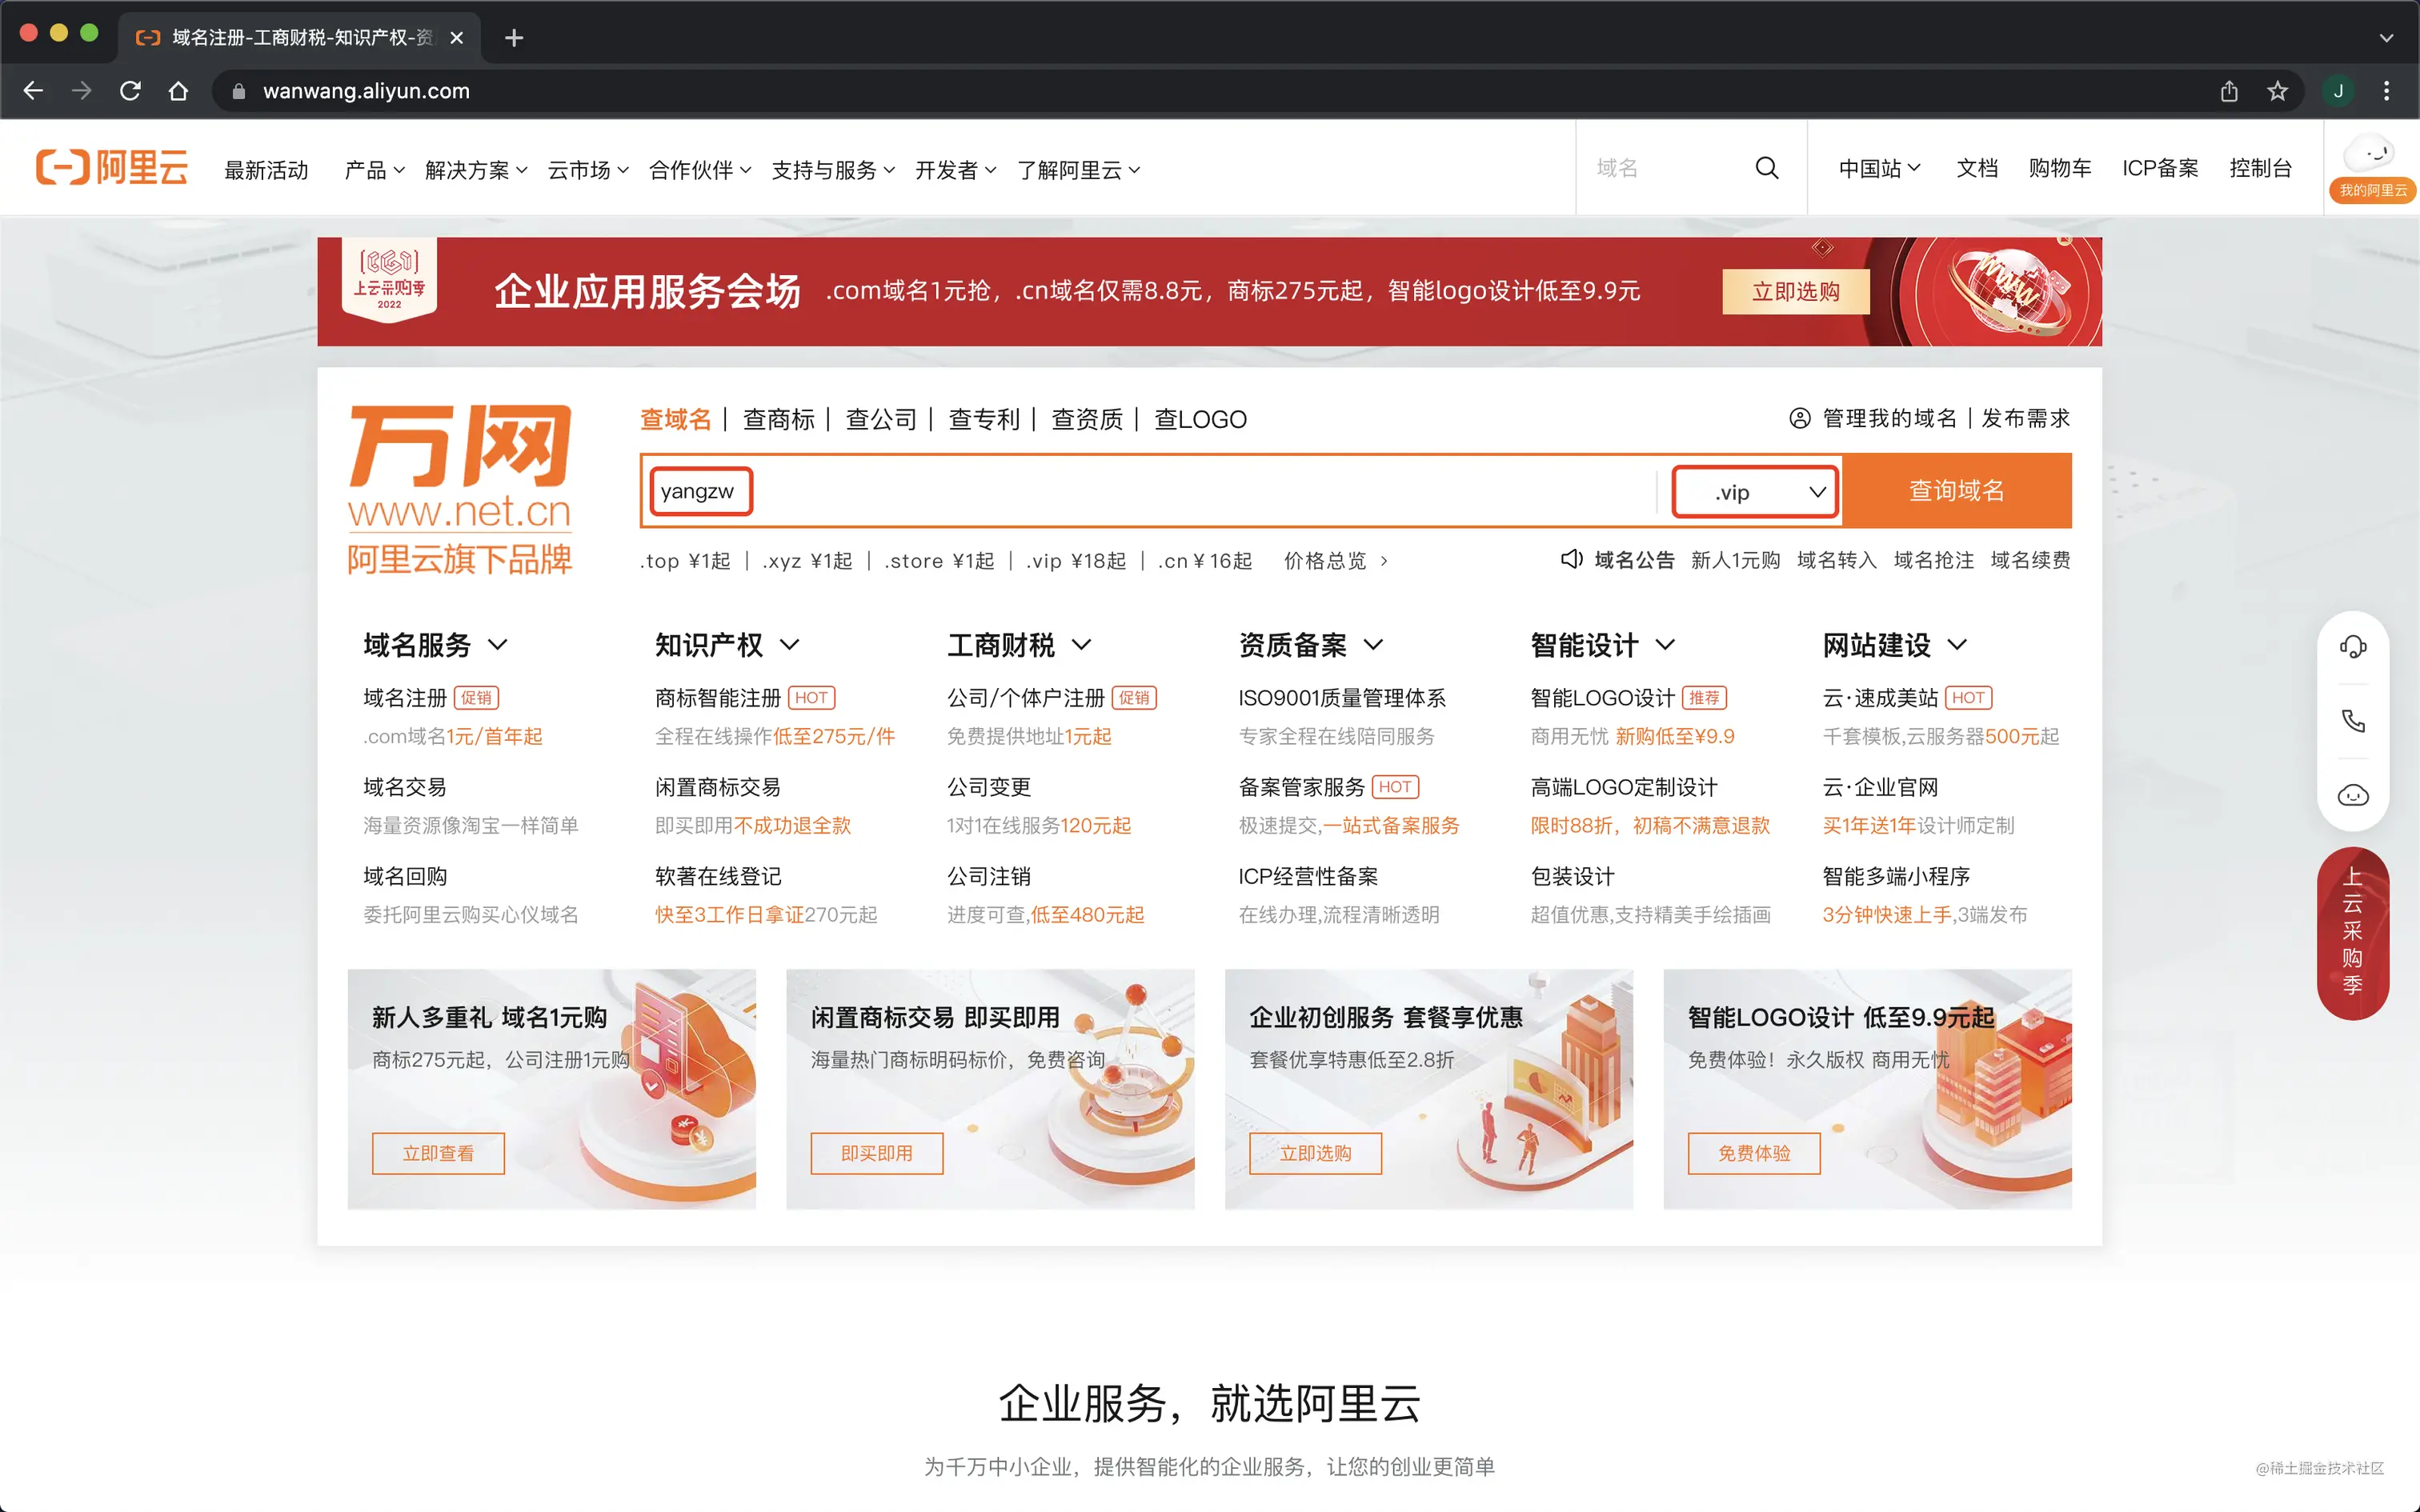 域名注册-工商财税-知识产权-资
wanwang.aliyun.com
J
阿里云 最新活动 产品 解决方案 云市场 合作伙伴 支持与服务 开发者 了解阿里云 域名 中国站 文档 购物车 ICP备案 控制台
我的阿里云
上云采购季
2022
企业应用服务会场 .com域名1元抢，.cn域名仅需8.8元，商标275元起，智能logo设计低至9.9元 立即选购
WWW
万网
www.net.cn
阿里云旗下品牌
查域名 | 查商标 | 查公司 | 查专利 | 查资质 | 查LOGO 管理我的域名 | 发布需求
yangzw .vip 查询域名
.top ¥1起 | .xyz ¥1起 | .store ¥1起 | .vip ¥18起 | .cn¥16起 价格总览 > 域名公告 新人1元购 域名转入 域名抢注 域名续费
域名服务 知识产权 工商财税 资质备案 智能设计 网站建设
域名注册 促销 商标智能注册 HOT 公司/个体户注册 促销 ISO9001质量管理体系 智能LOGO设计 推荐 云·速成美站 HOT
.com域名1元/首年起 全程在线操作低至275元/件 免费提供地址1元起 专家全程在线陪同服务 商用无忧 新购低至¥9.9 千套模板,云服务器500元起
域名交易 闲置商标交易 公司变更 备案管家服务 HOT 高端LOGO定制设计 云·企业官网
海量资源像淘宝一样简单 即买即用不成功退全款 1对1在线服务120元起 极速提交,一站式备案服务 限时88折，初稿不满意退款 买1年送1年设计师定制
域名回购 软著在线登记 公司注销 ICP经营性备案 包装设计 智能多端小程序
委托阿里云购买心仪域名 快至3工作日拿证270元起 进度可查,低至480元起 在线办理,流程清晰透明 超值优惠,支持精美手绘插画 3分钟快速上手,3端发布
上云采购季
新人多重礼 域名1元购 闲置商标交易 即买即用 企业初创服务 套餐享优惠 智能LOGO设计 低至9.9元起
商标275元起，公司注册1元购 海量热门商标明码标价，免费咨询 套餐优享特惠低至2.8折 免费体验！永久版权 商用无忧
立即查看 即买即用 立即选购 免费体验
企业服务，就选阿里云
为千万中小企业，提供智能化的企业服务，让您的创业更简单
@稀土掘金技术社区